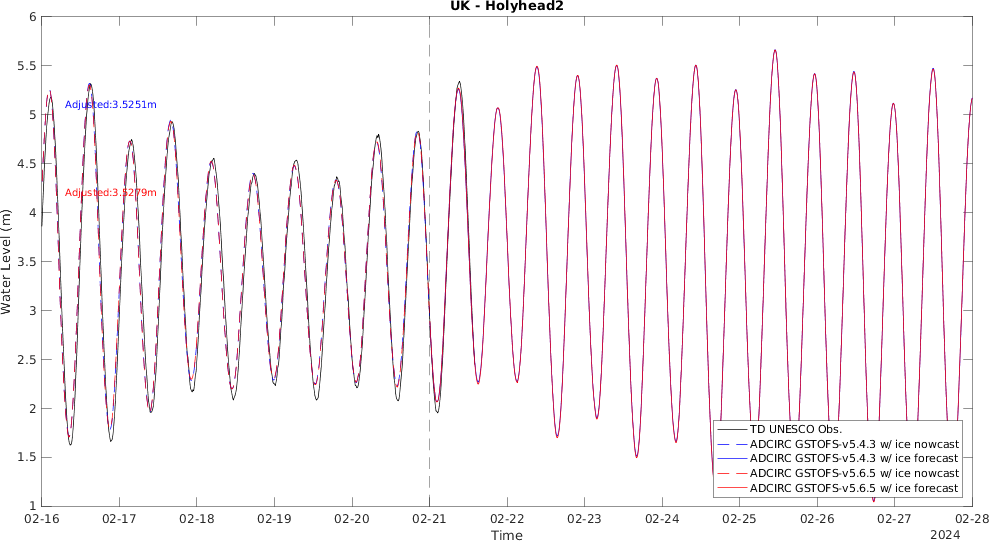 UK - Holyhead2
6
5.5
5
4.5
4
3.5
3
2.5
2
1.5
1
Water Level (m)
Adjusted:3.5251m
Adjusted:3.5279m
TD UNESCO Obs.
ADCIRC GSTOFS-v5.4.3 w/ ice nowcast
ADCIRC GSTOFS-v5.4.3 w/ ice forecast
ADCIRC GSTOFS-v5.6.5 w/ ice nowcast
ADCIRC GSTOFS-v5.6.5 w/ ice forecast
02-16 02-17 02-18 02-19 02-20 02-21 02-22 02-23 02-24 02-25 02-26 02-27 02-28
Time
2024